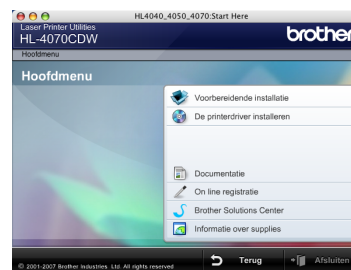 HL4040_4050_4070:Start Here
Laser Printer Utilities
HL-4070CDW
brother
Hoofdmenu
Hoofdmenu
Voorbereidende installatie
De printerdriver installeren
Documentatie
On line registratie
Brother Solutions Center
Informatie over supplies
© 2001-2007 Brother Industries Ltd. All rights reserved
Terug
Afsluiten